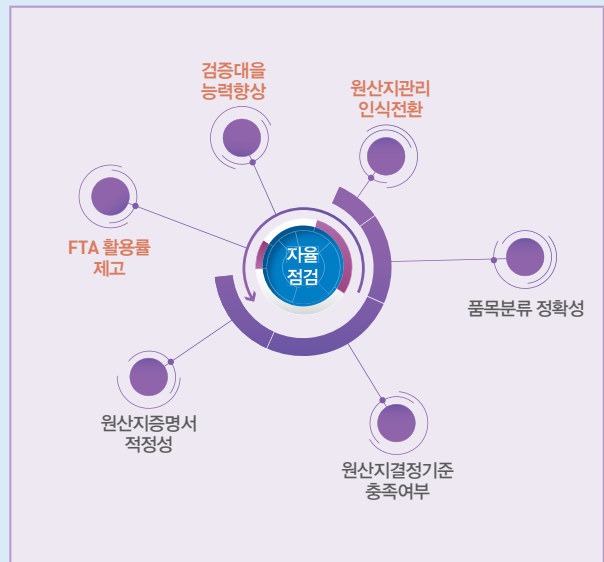 검증대을
능력향상
원산지관리
인식전환
FTA 활용률
제고
자율
점검
품목분류 정확성
원산지증명서
적정성
원산지결정기준
충족여부